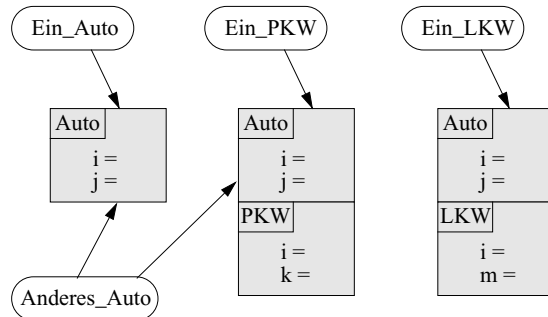 Ein_Auto
Ein_PKW
Ein_LKW
Auto
i =
j =
Auto
i =
j =
PKW
i =
k =
Auto
i =
j =
LKW
i =
m =
Anderes_Auto